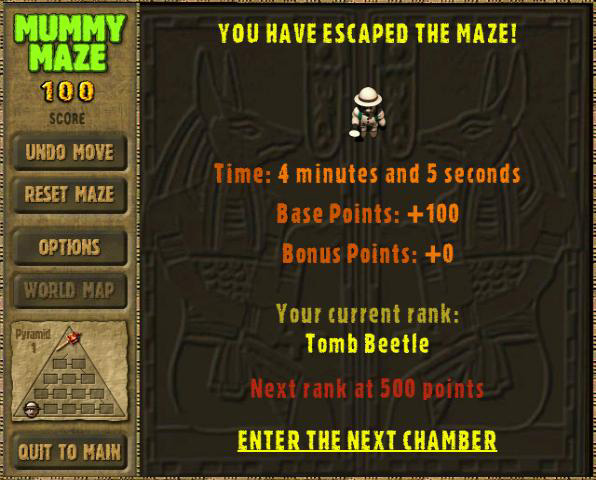 MUMMY
MAZE
100
SCORE
UNDO MOVE
RESET MAZE
OPTIONS
WORLD MAP
Pyramid
1
QUIT TO MAIN
YOU HAVE ESCAPED THE MAZE!
Time: 4 minutes and 5 seconds
Base Points: +100
Bonus Points: +0
Your current rank:
Tomb Beetle
Next rank at 500 points
ENTER THE NEXT CHAMBER